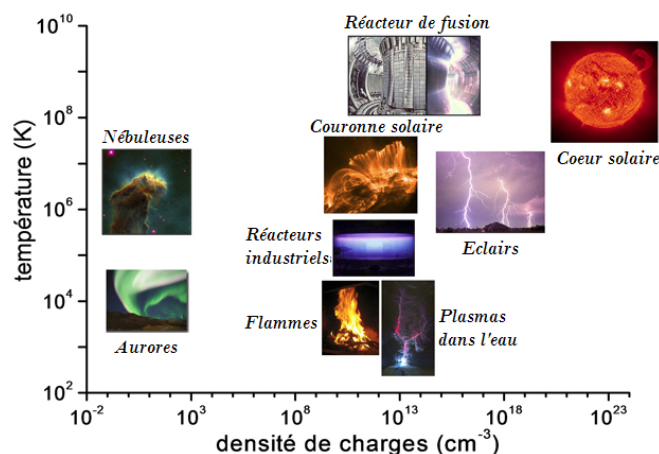 Réacteur de fusion
10^10
10^8
10^6
10^4
10^2
température (K)
Nébuleuses
Couronne solaire
Coeur solaire
Réacteurs
industriels
Eclairs
Aurores
Flammes
Plasmas
dans l'eau
10^-2
10^3
10^8
10^13
10^18
10^23
densité de charges (cm^-3)